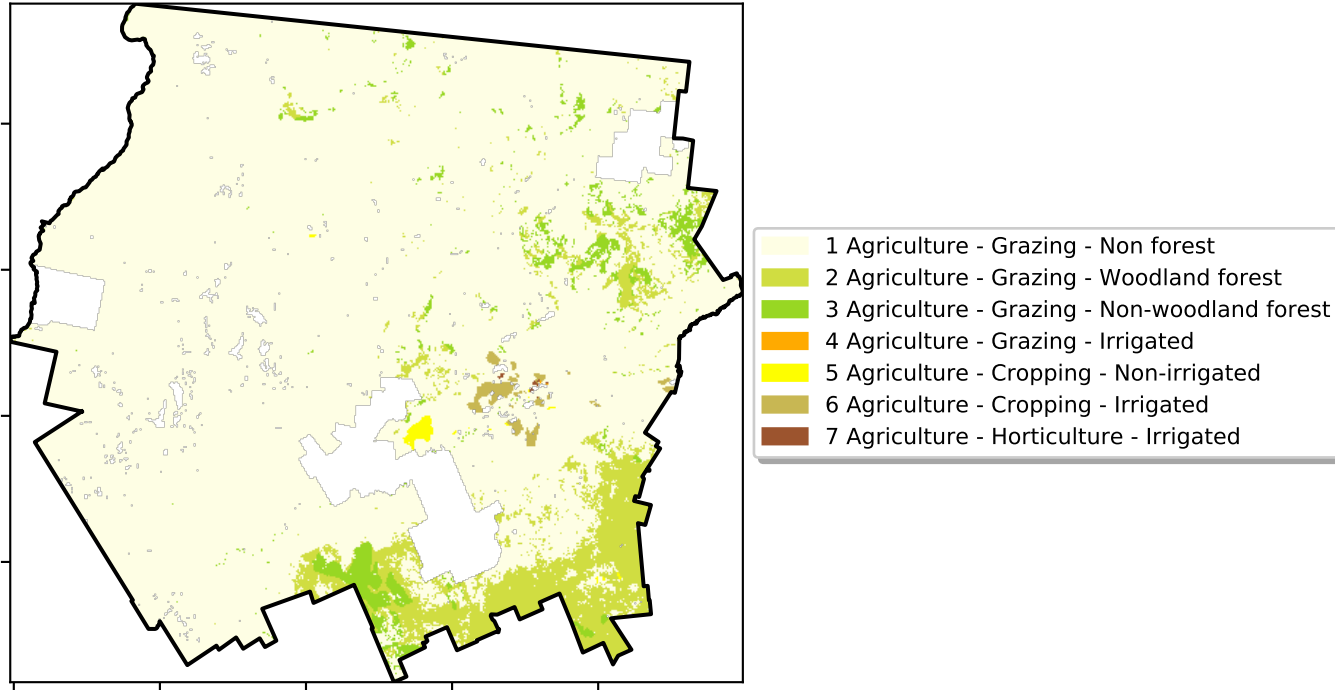 1 Agriculture - Grazing - Non forest
2 Agriculture - Grazing - Woodland forest
3 Agriculture - Grazing - Non-woodland forest
4 Agriculture - Grazing - Irrigated
5 Agriculture - Cropping - Non-irrigated
6 Agriculture - Cropping - Irrigated
7 Agriculture - Horticulture - Irrigated